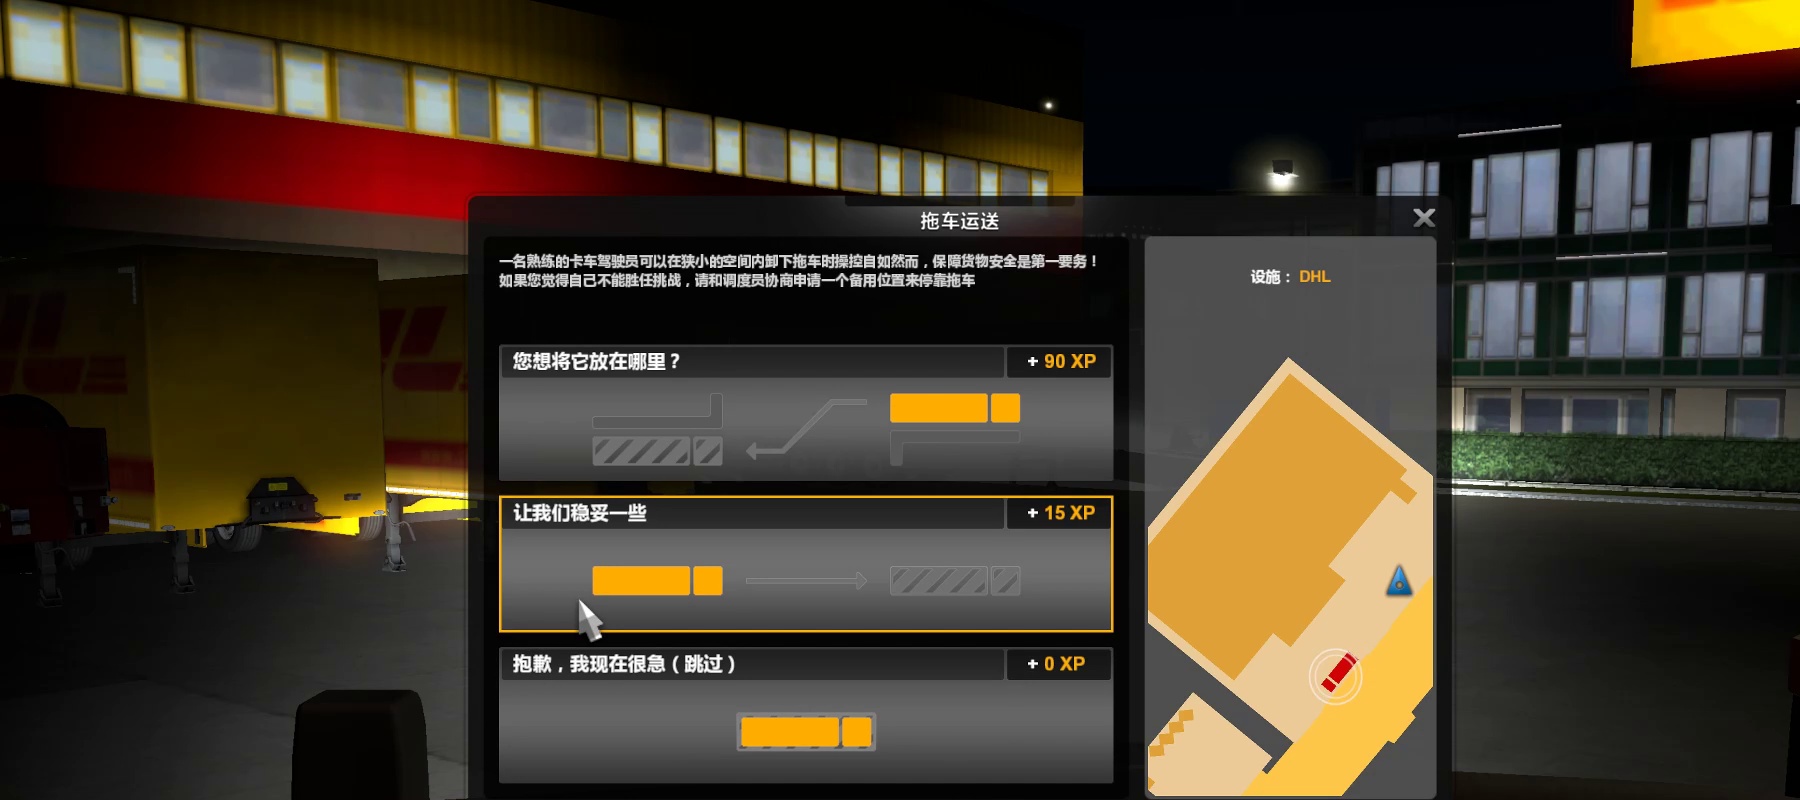 拖车运送
一名熟练的卡车驾驶员可以在狭小的空间内卸下拖车时操控自如然而，保障货物安全是第一要务！
如果您觉得自己不能胜任挑战，请和调度员协商申请一个备用位置来停靠拖车
设施： DHL
您想将它放在哪里？ + 90 XP
让我们稳妥一些 + 15 XP
抱歉，我现在很急（跳过） + 0 XP